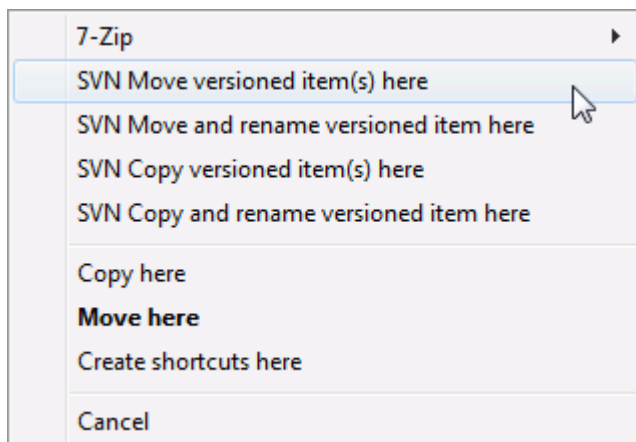 7-Zip
SVN Move versioned item(s) here
SVN Move and rename versioned item here
SVN Copy versioned item(s) here
SVN Copy and rename versioned item here
Copy here
Move here
Create shortcuts here
Cancel